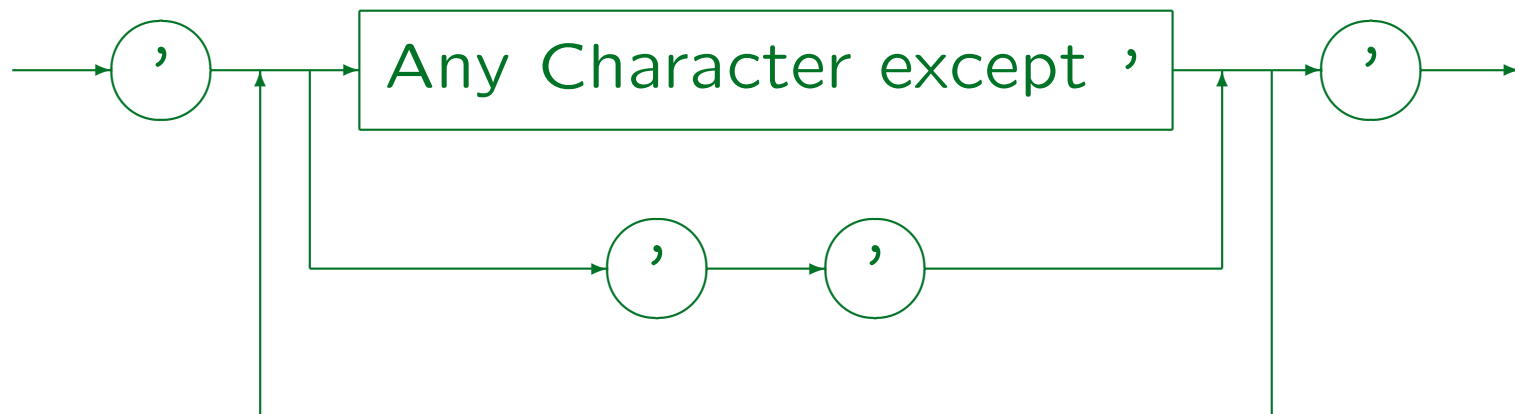 ’ Any Character except ’ ’
’ ’